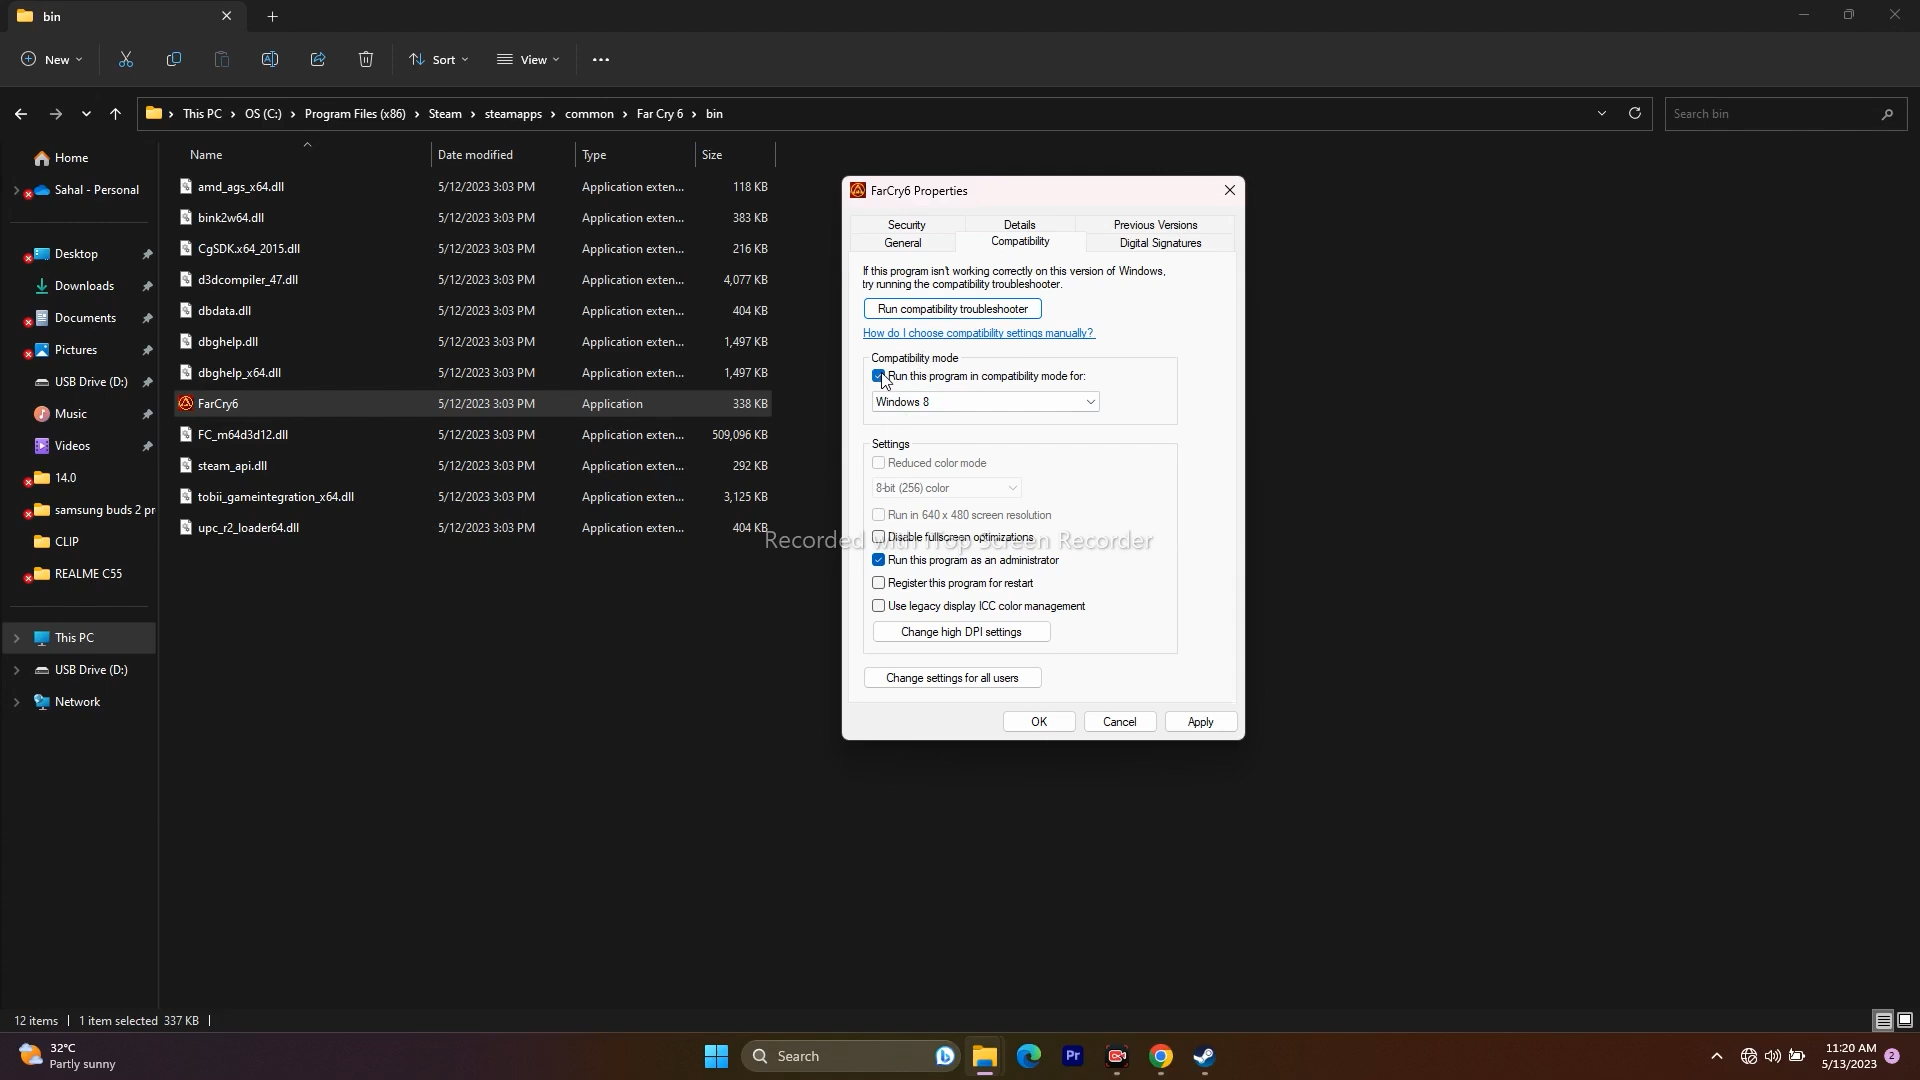 bin
New
Sort
View
This PC > OS (C:) > Program Files (x86) > Steam > steamapps > common > Far Cry 6 > bin
Search bin
Home
Sahal - Personal
Desktop
Downloads
Documents
Pictures
USB Drive (D:)
Music
Videos
14.0
samsung buds 2 pr
CLIP
REALME C55
This PC
USB Drive (D:)
Network
Name Date modified Type Size
amd_ags_x64.dll 5/12/2023 3:03 PM Application exten... 118 KB
bink2w64.dll 5/12/2023 3:03 PM Application exten... 383 KB
CgSDK.x64_2015.dll 5/12/2023 3:03 PM Application exten... 216 KB
d3dcompiler_47.dll 5/12/2023 3:03 PM Application exten... 4,077 KB
dbdata.dll 5/12/2023 3:03 PM Application exten... 404 KB
dbghelp.dll 5/12/2023 3:03 PM Application exten... 1,497 KB
dbghelp_x64.dll 5/12/2023 3:03 PM Application exten... 1,497 KB
FarCry6 5/12/2023 3:03 PM Application 338 KB
FC_m64d3d12.dll 5/12/2023 3:03 PM Application exten... 509,096 KB
steam_api.dll 5/12/2023 3:03 PM Application exten... 292 KB
tobii_gameintegration_x64.dll 5/12/2023 3:03 PM Application exten... 3,125 KB
upc_r2_loader64.dll 5/12/2023 3:03 PM Application exten... 404 KB
FarCry6 Properties
Security Details Previous Versions
General Compatibility Digital Signatures
If this program isn't working correctly on this version of Windows,
try running the compatibility troubleshooter.
Run compatibility troubleshooter
How do I choose compatibility settings manually?
Compatibility mode
Run this program in compatibility mode for:
Windows 8
Settings
Reduced color mode
8-bit (256) color
Run in 640 x 480 screen resolution
Disable fullscreen optimizations
Recorded with iTop Screen Recorder
Run this program as an administrator
Register this program for restart
Use legacy display ICC color management
Change high DPI settings
Change settings for all users
OK Cancel Apply
12 items 1 item selected 337 KB
32°C
Partly sunny
Search
Pr
11:20 AM
5/13/2023
2